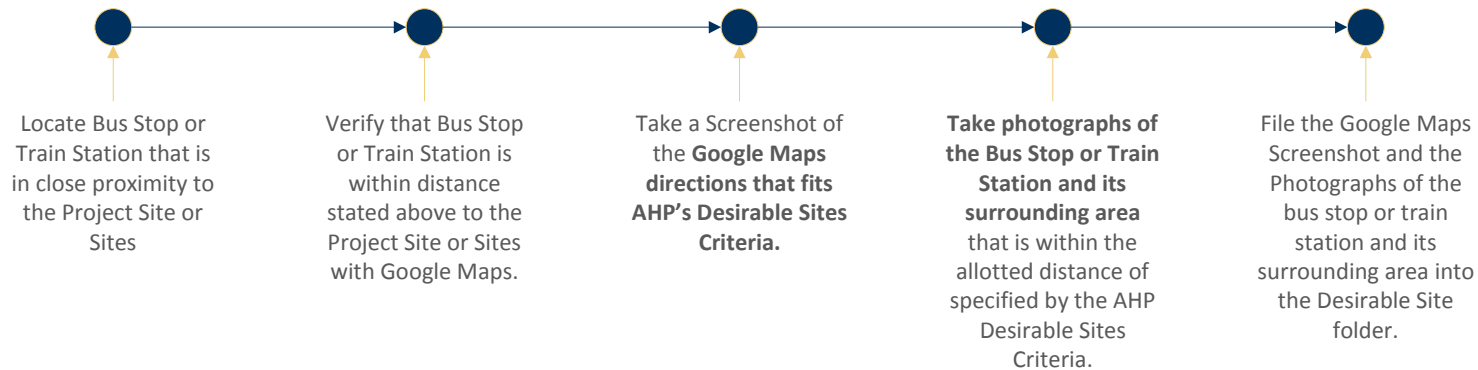 Locate Bus Stop or
Train Station that is
in close proximity to
the Project Site or
Sites
Verify that Bus Stop
or Train Station is
within distance
stated above to the
Project Site or Sites
with Google Maps.
Take a Screenshot of
the Google Maps
directions that fits
AHP’s Desirable Sites
Criteria.
Take photographs of
the Bus Stop or Train
Station and its
surrounding area
that is within the
allotted distance of
specified by the AHP
Desirable Sites
Criteria.
File the Google Maps
Screenshot and the
Photographs of the
bus stop or train
station and its
surrounding area into
the Desirable Site
folder.